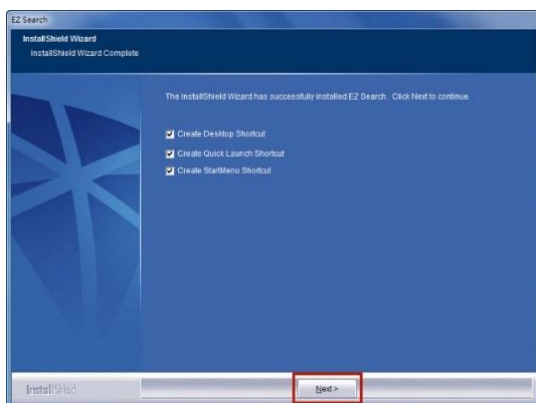 EZ Search
InstallShield Wizard
InstallShield Wizard Complete
The InstallShield Wizard has successfully installed EZ Search. Click Next to continue.
Create Desktop Shortcut
Create Quick Launch Shortcut
Create StartMenu Shortcut
InstallShield
Next >